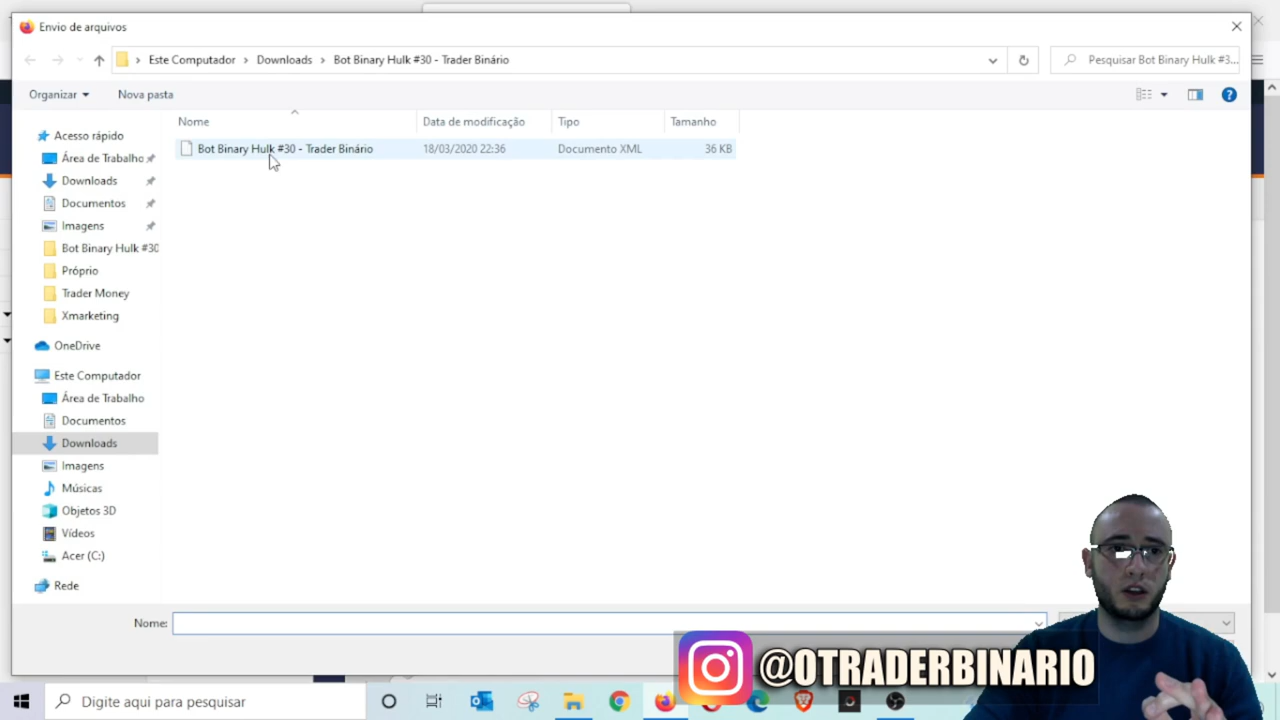 Envio de arquivos
Este Computador > Downloads > Bot Binary Hulk #30 - Trader Binário
Pesquisar Bot Binary Hulk #3...
Organizar
Nova pasta
Nome
Data de modificação
Tipo
Tamanho
Bot Binary Hulk #30 - Trader Binário
18/03/2020 22:36
Documento XML
36 KB
Acesso rápido
Área de Trabalho
Downloads
Documentos
Imagens
Bot Binary Hulk #30
Próprio
Trader Money
Xmarketing
OneDrive
Este Computador
Área de Trabalho
Documentos
Downloads
Imagens
Músicas
Objetos 3D
Vídeos
Acer (C:)
Rede
Nome:
@OTRADERBINARIO
Digite aqui para pesquisar